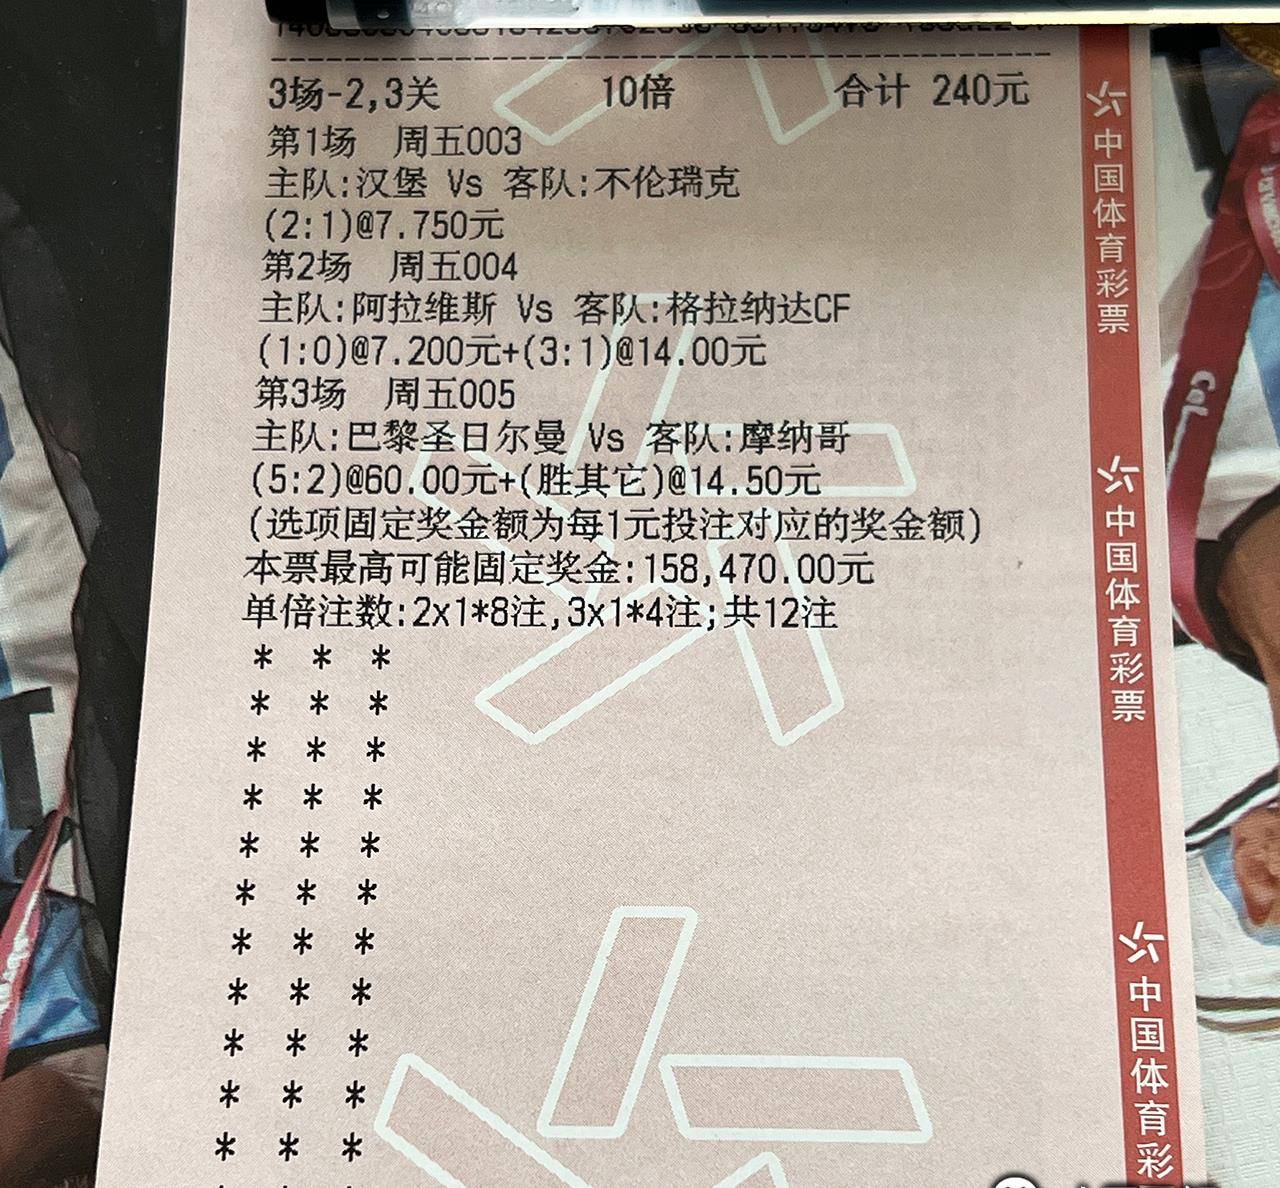 3场-2,3关 10倍 合计 240元
第1场 周五003
主队:汉堡 Vs 客队:不伦瑞克
(2:1)@7.750元
第2场 周五004
主队:阿拉维斯 Vs 客队:格拉纳达CF
(1:0)@7.200元+(3:1)@14.00元
第3场 周五005
主队:巴黎圣日尔曼 Vs 客队:摩纳哥
(5:2)@60.00元+(胜其它)@14.50元
(选项固定奖金额为每1元投注对应的奖金额)
本票最高可能固定奖金:158,470.00元
单倍注数:2x1*8注,3x1*4注;共12注
* * *
* * *
* * *
* * *
* * *
* * *
* * *
* * *
* * *
* * *
* * *
中国体育彩票
中国体育彩票
中国体育彩